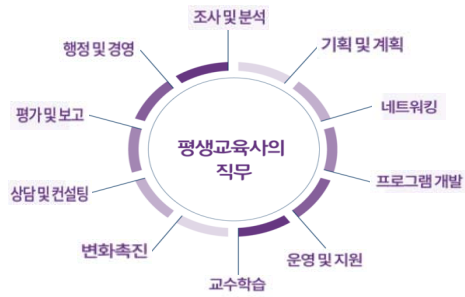 조사 및 분석
기획 및 계획
네트워킹
프로그램 개발
운영 및 지원
교수학습
변화촉진
상담 및 컨설팅
평가 및 보고
행정 및 경영
평생교육사의
직무